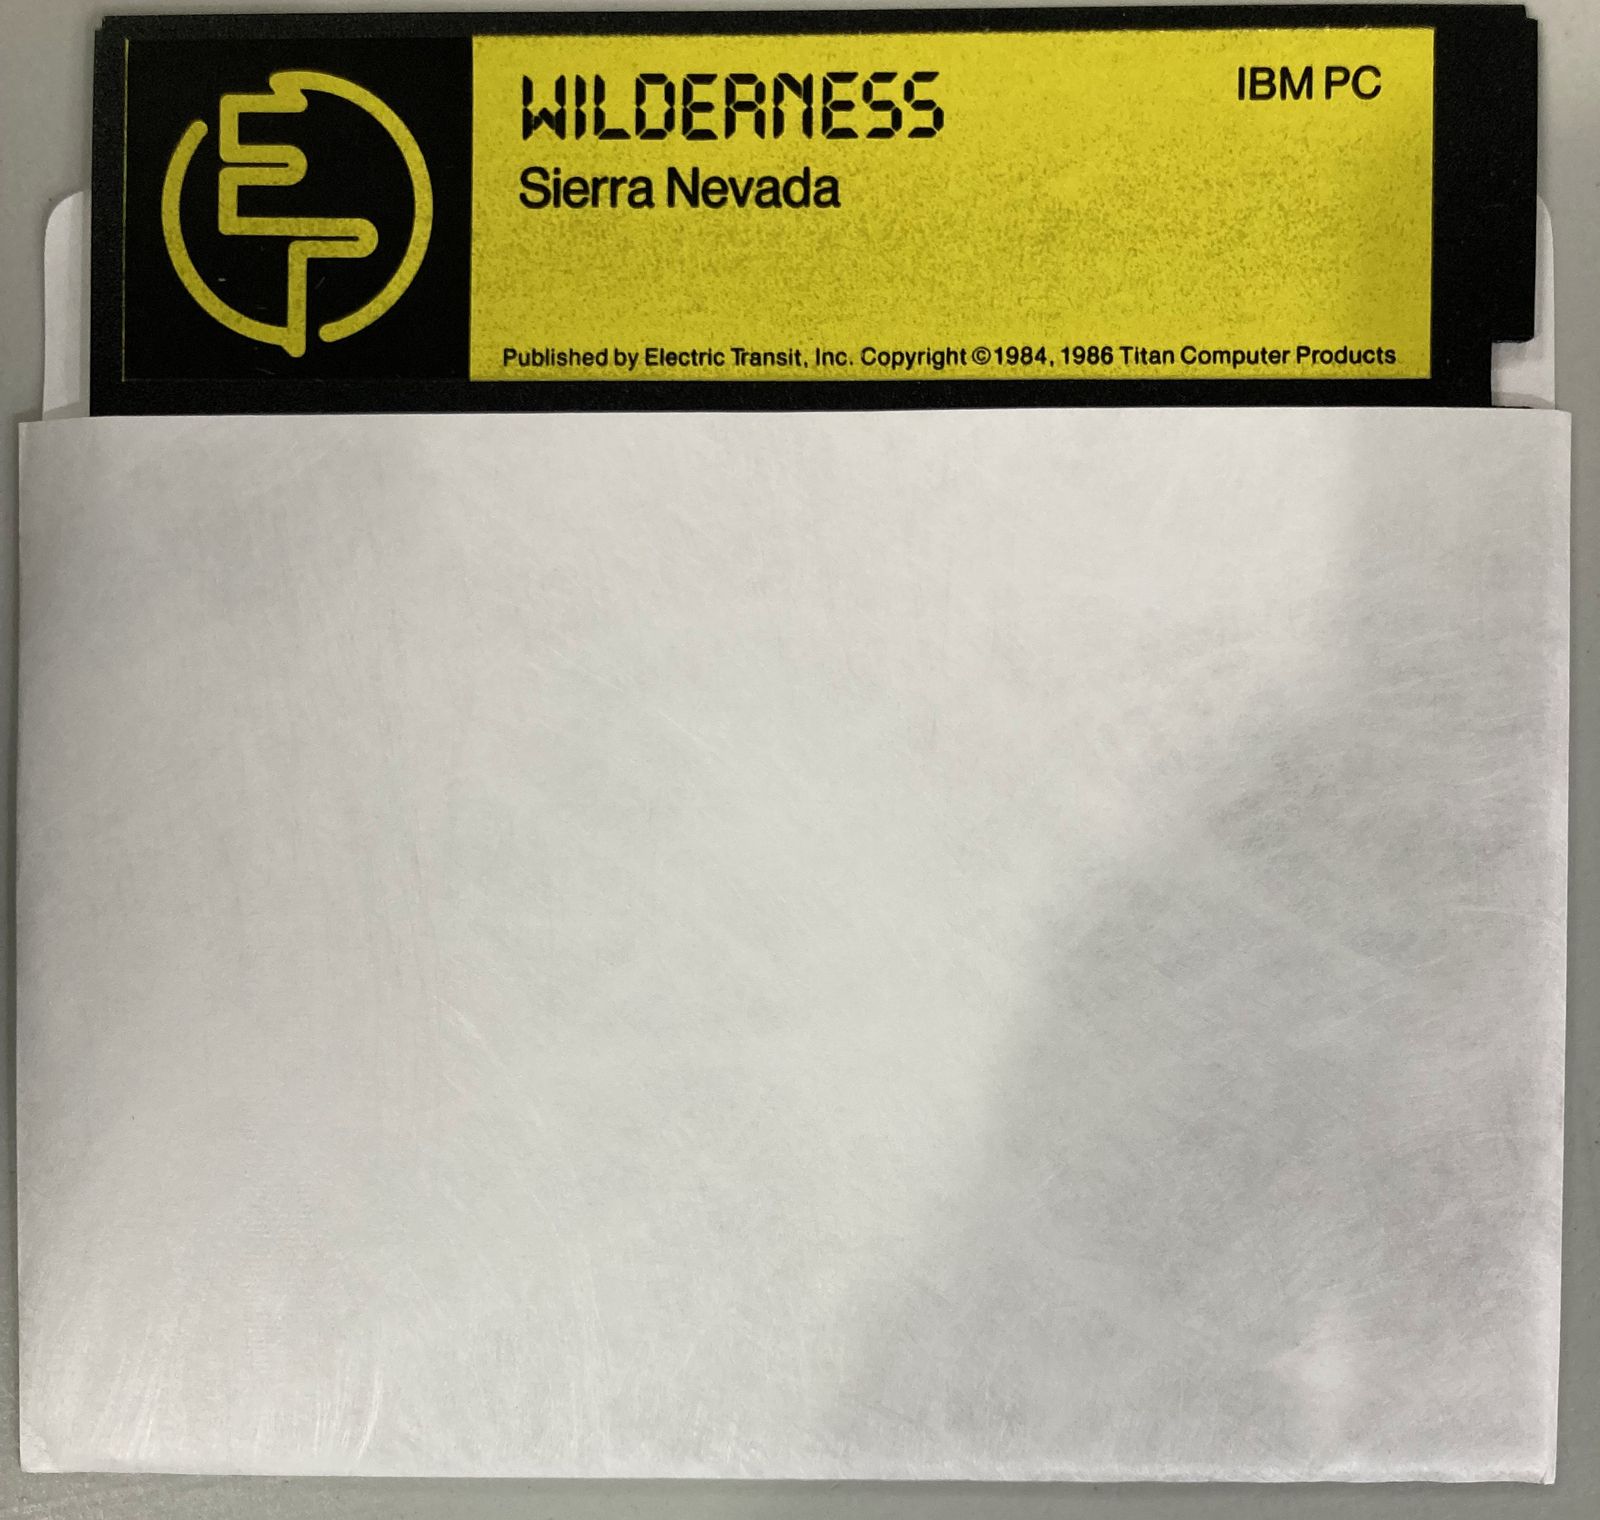 WILDERNESS
IBM PC
Sierra Nevada
Published by Electric Transit, Inc. Copyright ©1984, 1986 Titan Computer Products